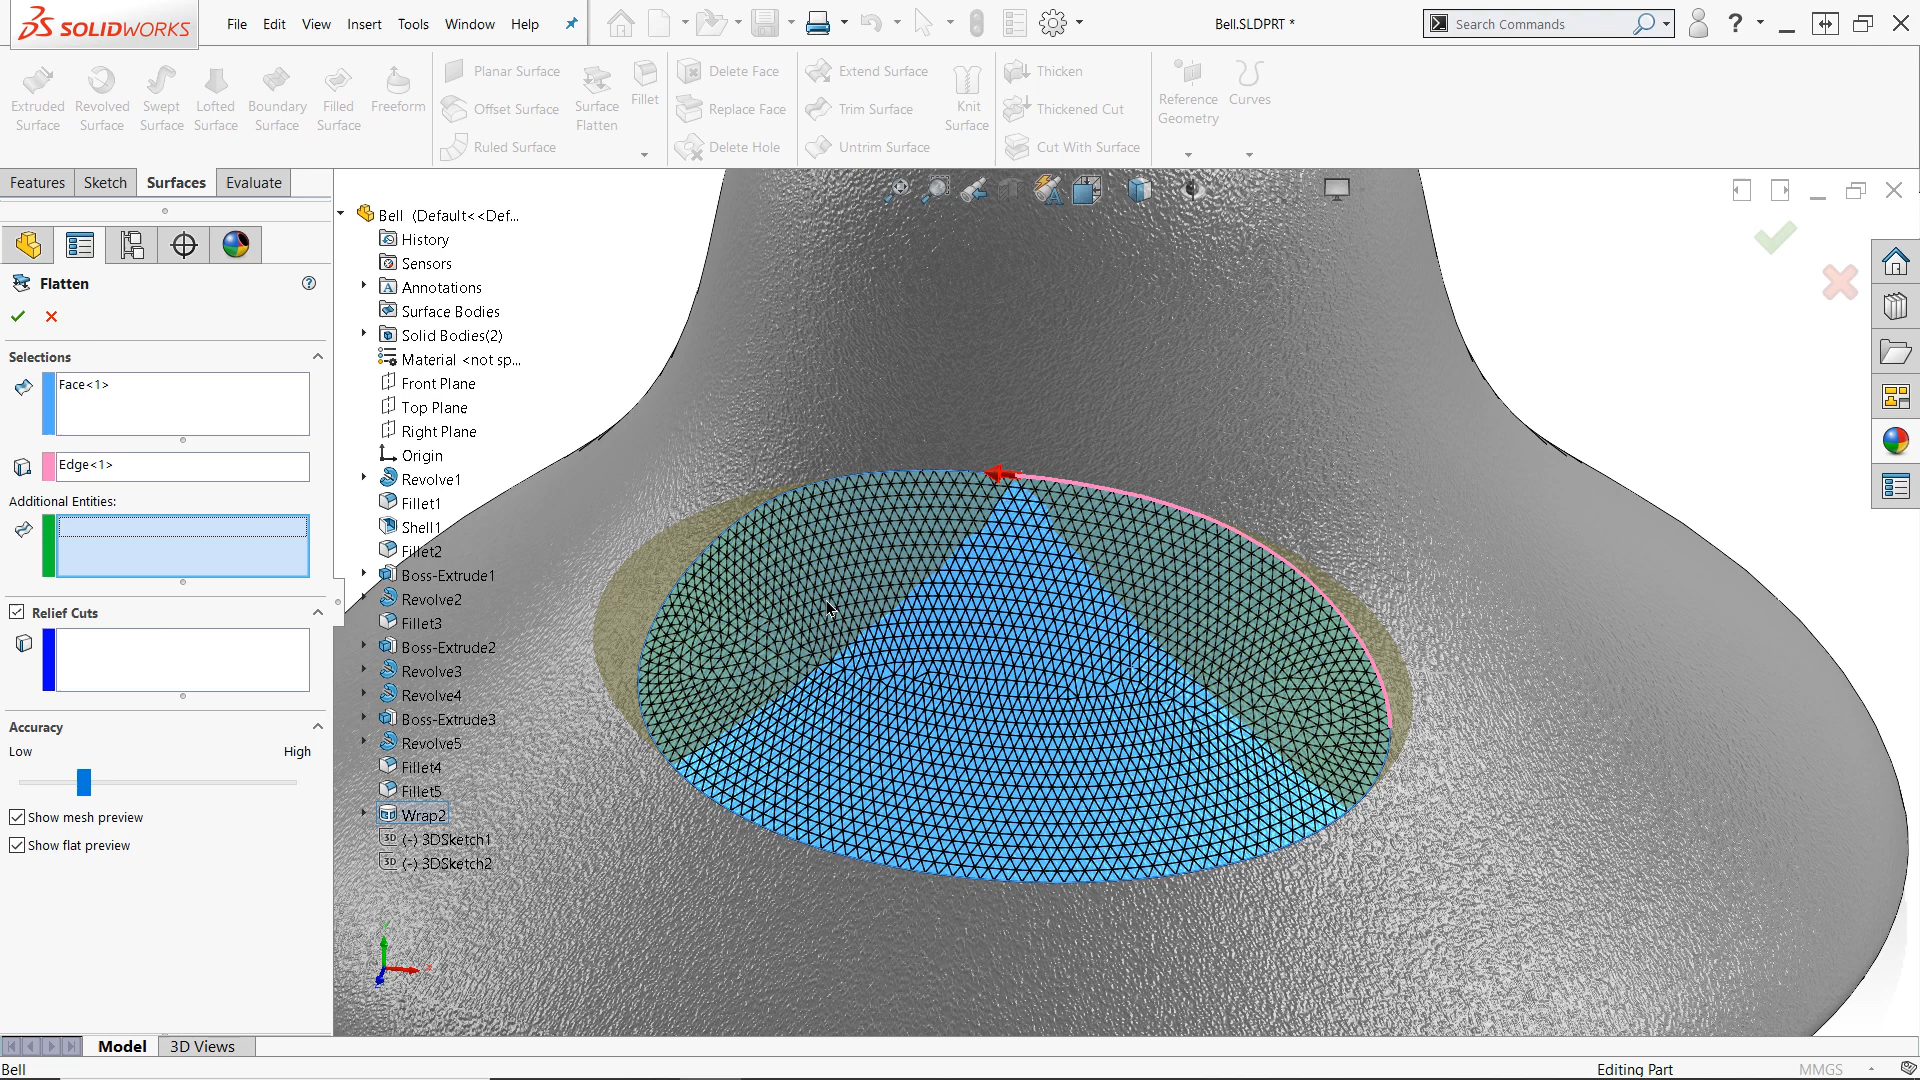 SOLIDWORKS
File Edit View Insert Tools Window Help
Bell.SLDPRT *
Search Commands
Extruded Surface
Revolved Surface
Swept Surface
Lofted Surface
Boundary Surface
Filled Surface
Freeform
Planar Surface
Offset Surface
Ruled Surface
Surface Flatten
Fillet
Delete Face
Replace Face
Delete Hole
Extend Surface
Trim Surface
Untrim Surface
Knit Surface
Thicken
Thickened Cut
Cut With Surface
Reference Geometry
Curves
Features Sketch Surfaces Evaluate
Flatten
Selections
Face<1>
Edge<1>
Additional Entities:
Relief Cuts
Accuracy
Low High
Show mesh preview
Show flat preview
Bell (Default<<Def...
History
Sensors
Annotations
Surface Bodies
Solid Bodies(2)
Material <not sp...
Front Plane
Top Plane
Right Plane
Origin
Revolve1
Fillet1
Shell1
Fillet2
Boss-Extrude1
Revolve2
Fillet3
Boss-Extrude2
Revolve3
Revolve4
Boss-Extrude3
Revolve5
Fillet4
Fillet5
Wrap2
(-) 3DSketch1
(-) 3DSketch2
Model 3D Views
Bell
Editing Part
MMGS